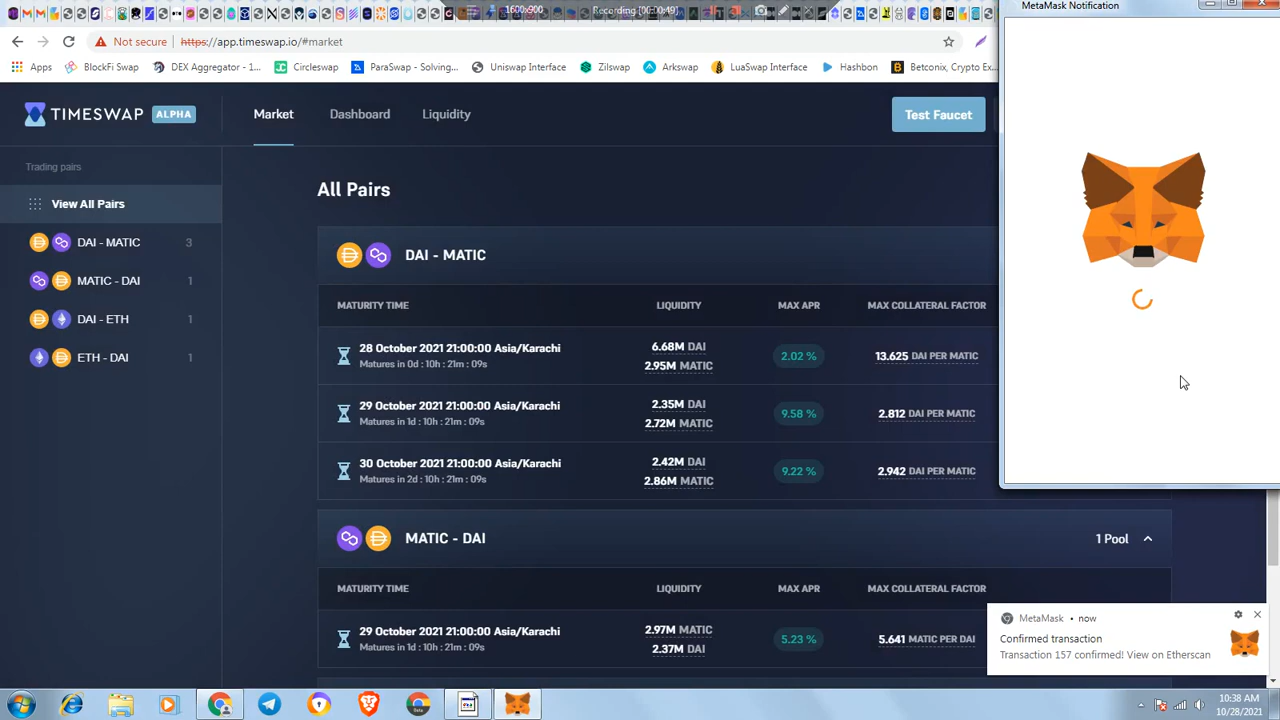 1600x900
Recording [00:00:49]
MetaMask Notification
Not secure
https://app.timeswap.io/#market
Apps
BlockFi Swap
DEX Aggregator - 1...
Circleswap
ParaSwap - Solving...
Uniswap Interface
Zilswap
Arkswap
LuaSwap Interface
Hashbon
Betconix, Crypto Ex...
TIMESWAP
ALPHA
Market
Dashboard
Liquidity
Test Faucet
Trading pairs
View All Pairs
DAI - MATIC 3
MATIC - DAI 1
DAI - ETH 1
ETH - DAI 1
All Pairs
DAI - MATIC
MATURITY TIME LIQUIDITY MAX APR MAX COLLATERAL FACTOR
28 October 2021 21:00:00 Asia/Karachi
Matures in 0d : 10h : 21m : 09s
6.68M DAI
2.95M MATIC
2.02 %
13.625 DAI PER MATIC
29 October 2021 21:00:00 Asia/Karachi
Matures in 1d : 10h : 21m : 09s
2.35M DAI
2.72M MATIC
9.58 %
2.812 DAI PER MATIC
30 October 2021 21:00:00 Asia/Karachi
Matures in 2d : 10h : 21m : 09s
2.42M DAI
2.86M MATIC
9.22 %
2.942 DAI PER MATIC
MATIC - DAI
1 Pool
MATURITY TIME LIQUIDITY MAX APR MAX COLLATERAL FACTOR
29 October 2021 21:00:00 Asia/Karachi
Matures in 1d : 10h : 21m : 09s
2.97M MATIC
2.37M DAI
5.23 %
5.641 MATIC PER DAI
MetaMask • now
Confirmed transaction
Transaction 157 confirmed! View on Etherscan
10:38 AM
10/28/2021